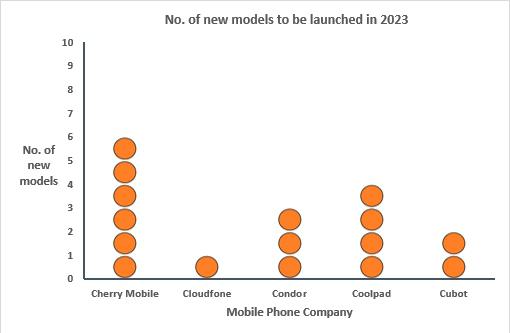 No. of new models to be launched in 2023
10
9
8
7
6
5
4
3
2
1
0
No. of
new
models
Cherry Mobile Cloudfone Condor Coolpad Cubot
Mobile Phone Company